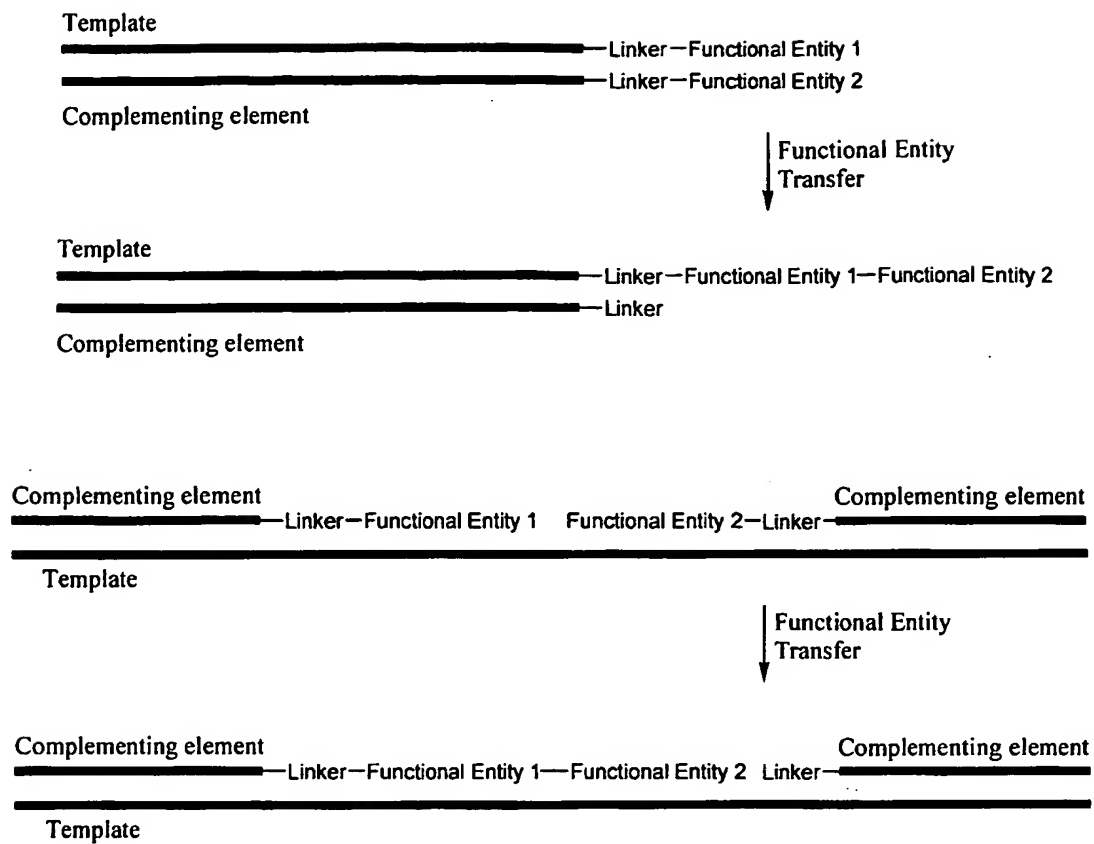 Template
Linker—Functional Entity 1
Linker—Functional Entity 2
Complementing element
Functional Entity
Transfer
Template
Linker—Functional Entity 1—Functional Entity 2
Linker
Complementing element
Complementing element Complementing element
Linker—Functional Entity 1 Functional Entity 2—Linker
Template
Functional Entity
Transfer
Complementing element Complementing element
Linker—Functional Entity 1—Functional Entity 2 Linker
Template